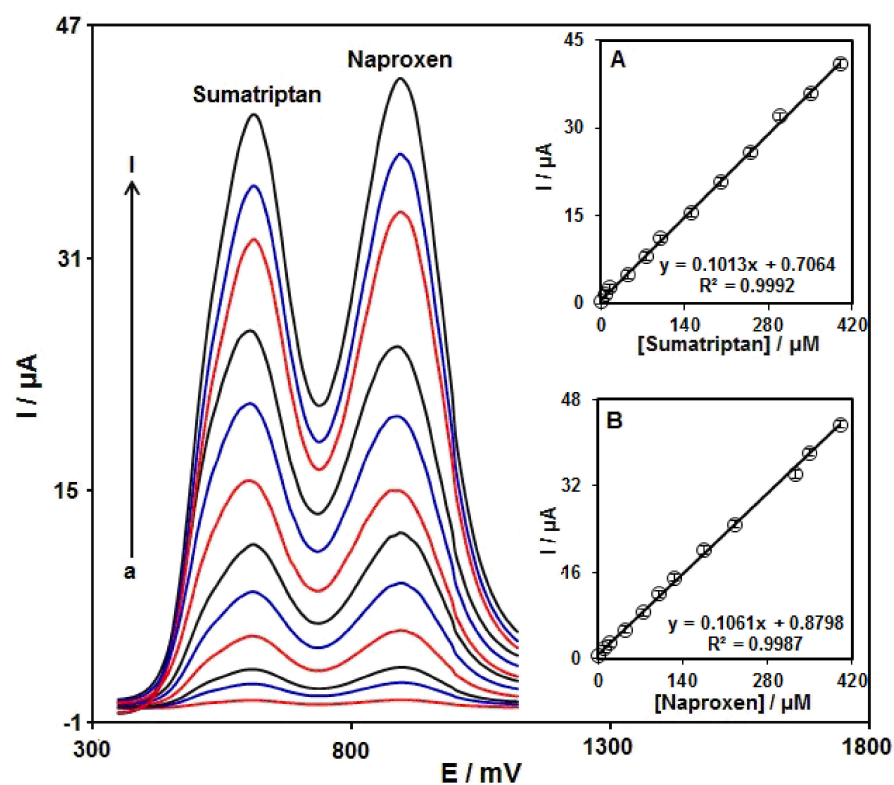 47
31
15
-1
I / µA
300
800
1300
1800
E / mV
Sumatriptan
Naproxen
l
a
A
45
30
15
0
I / µA
y = 0.1013x + 0.7064
R² = 0.9992
0
140
280
420
[Sumatriptan] / µM
B
48
32
16
0
I / µA
y = 0.1061x + 0.8798
R² = 0.9987
0
140
280
420
[Naproxen] / µM